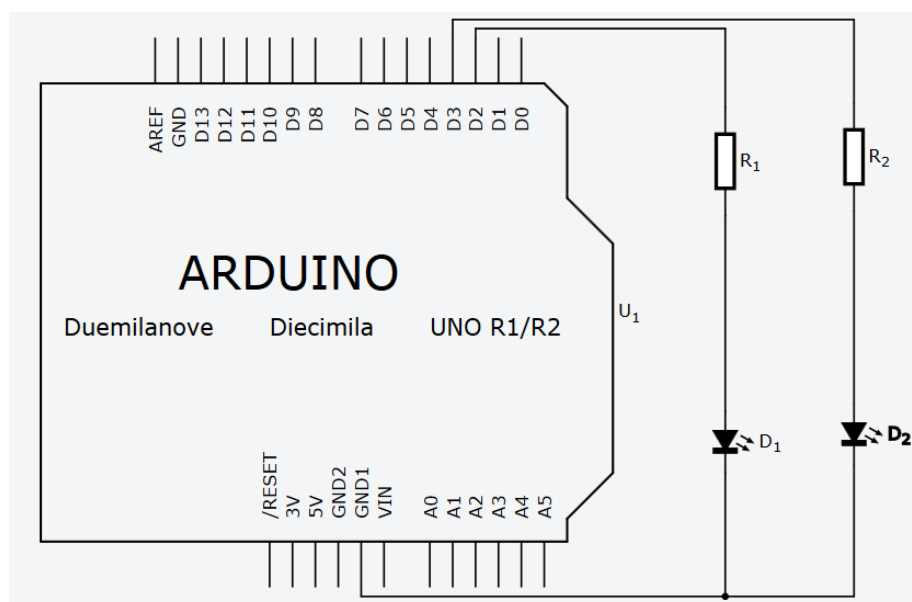 AREF
GND
D13
D12
D11
D10
D9
D8
D7
D6
D5
D4
D3
D2
D1
D0
R1
R2
ARDUINO
Duemilanove Diecimila UNO R1/R2
U1
D1
D2
/RESET
3V
5V
GND2
GND1
VIN
A0
A1
A2
A3
A4
A5